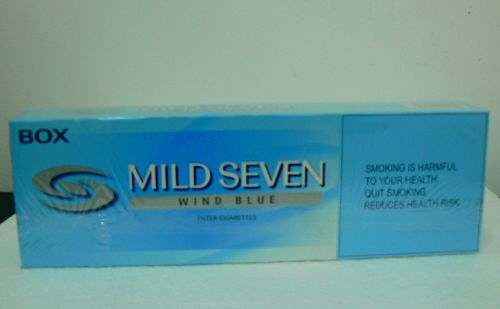 BOX
MILD SEVEN
WIND BLUE
FILTER CIGARETTES
SMOKING IS HARMFUL
TO YOUR HEALTH
QUIT SMOKING
REDUCES HEALTH RISK